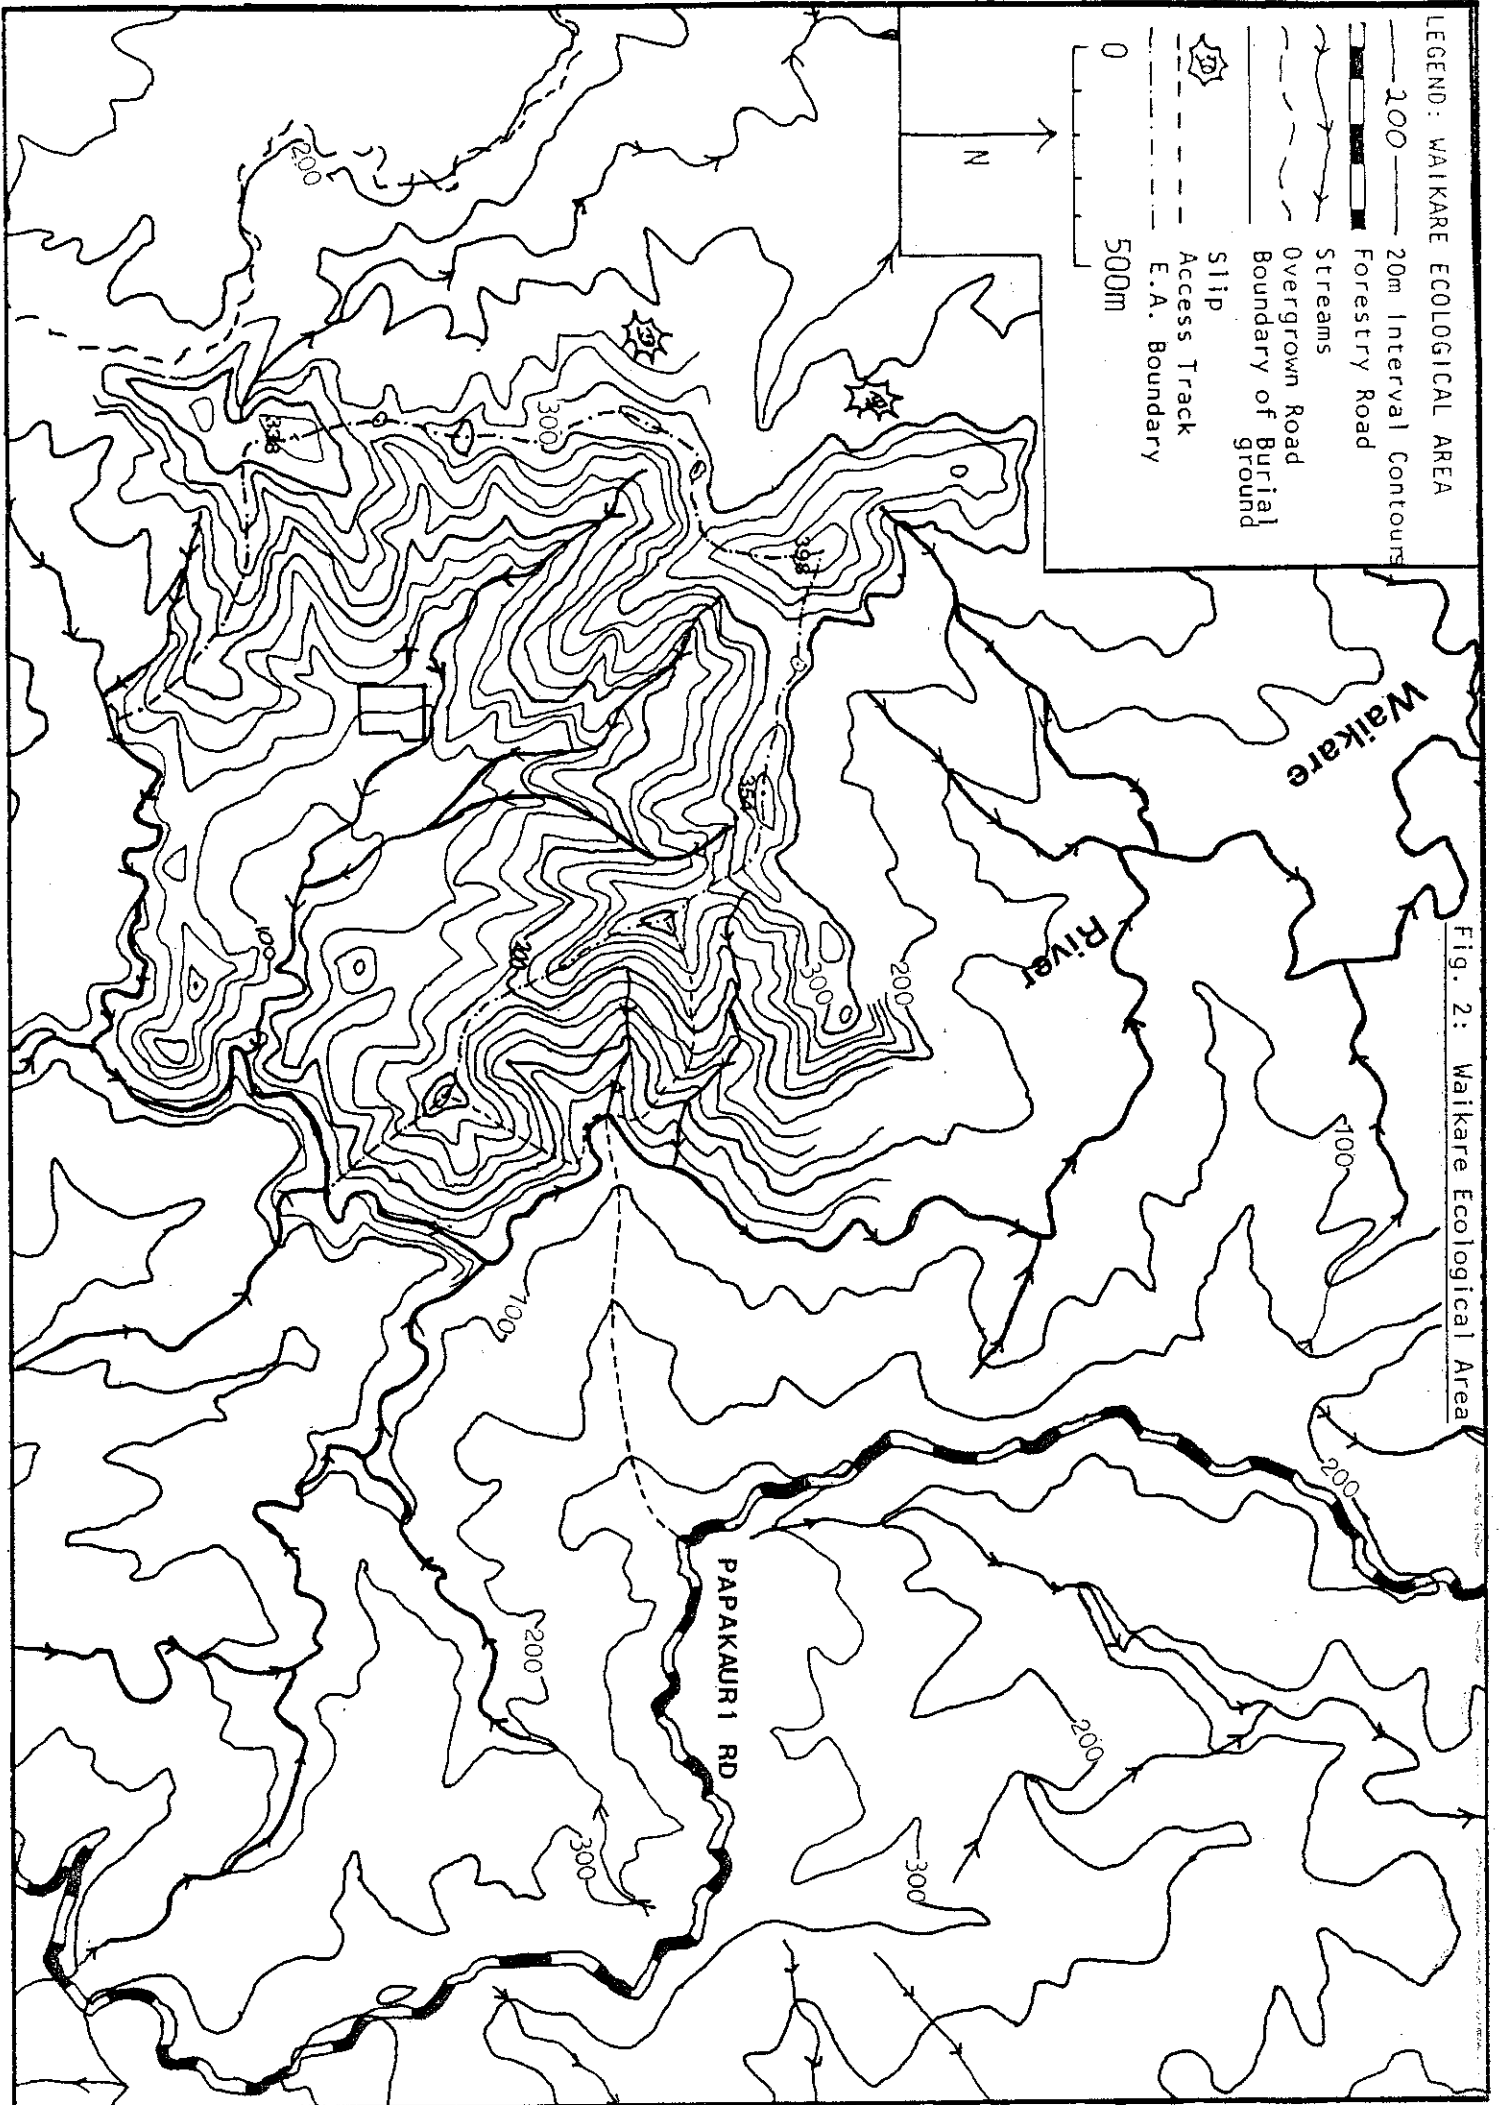 LEGEND: WAIKARE ECOLOGICAL AREA
200 20m Interval Contours
Forestry Road
Streams
Overgrown Road
Boundary of Burial
ground
Slip
Access Track
E.A. Boundary
0 500m
N
Fig. 2: Waikare Ecological Area
Waikare
River
PAPAKAURI RD
200
300
338
398
354
300
200
200
100
100
100
200
200
200
300
300